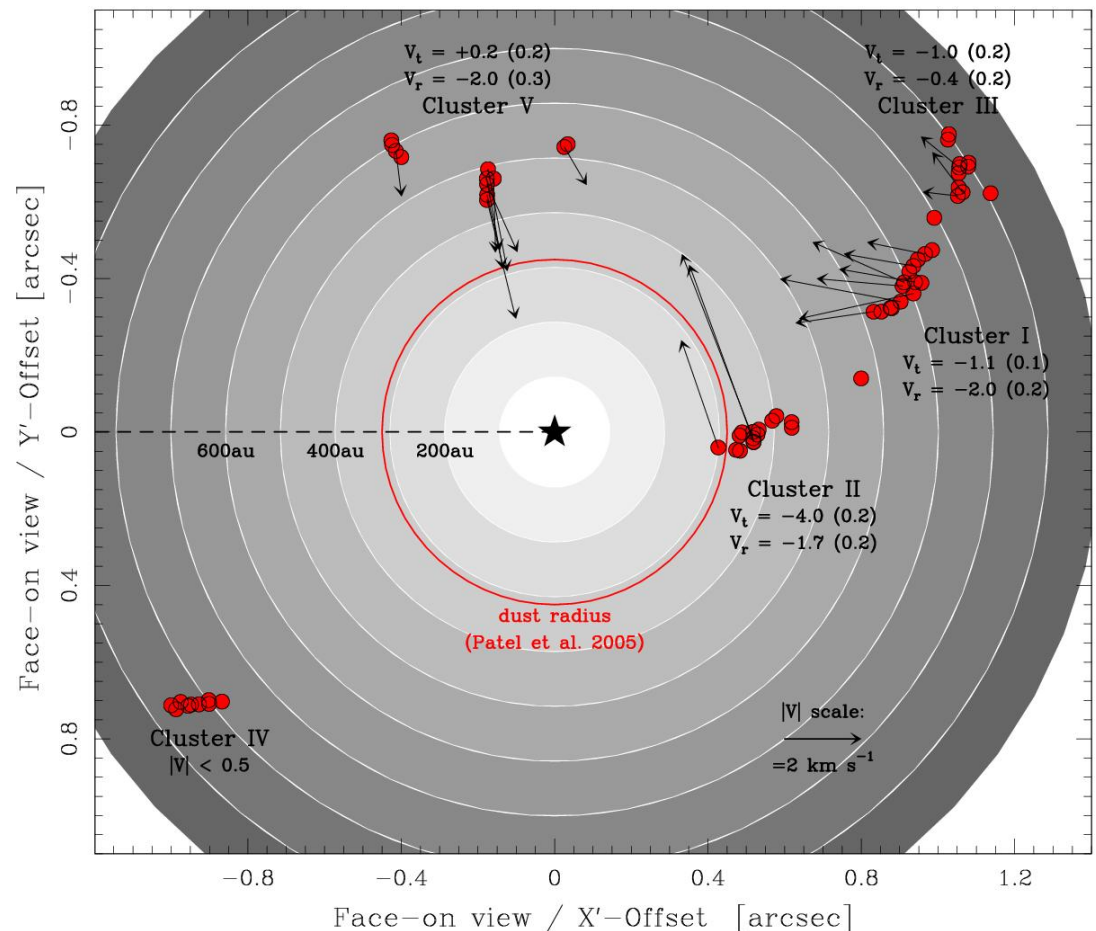 V_t = +0.2 (0.2)
V_r = −2.0 (0.3)
Cluster V
V_t = −1.0 (0.2)
V_r = −0.4 (0.2)
Cluster III
−0.8
−0.4
0
0.4
0.8
Face−on view / Y'−Offset [arcsec]
Cluster I
V_t = −1.1 (0.1)
V_r = −2.0 (0.2)
600au
400au
200au
Cluster II
V_t = −4.0 (0.2)
V_r = −1.7 (0.2)
dust radius
(Patel et al. 2005)
Cluster IV
|V| < 0.5
|V| scale:
=2 km s⁻¹
−0.8
−0.4
0
0.4
0.8
1.2
Face−on view / X'−Offset [arcsec]